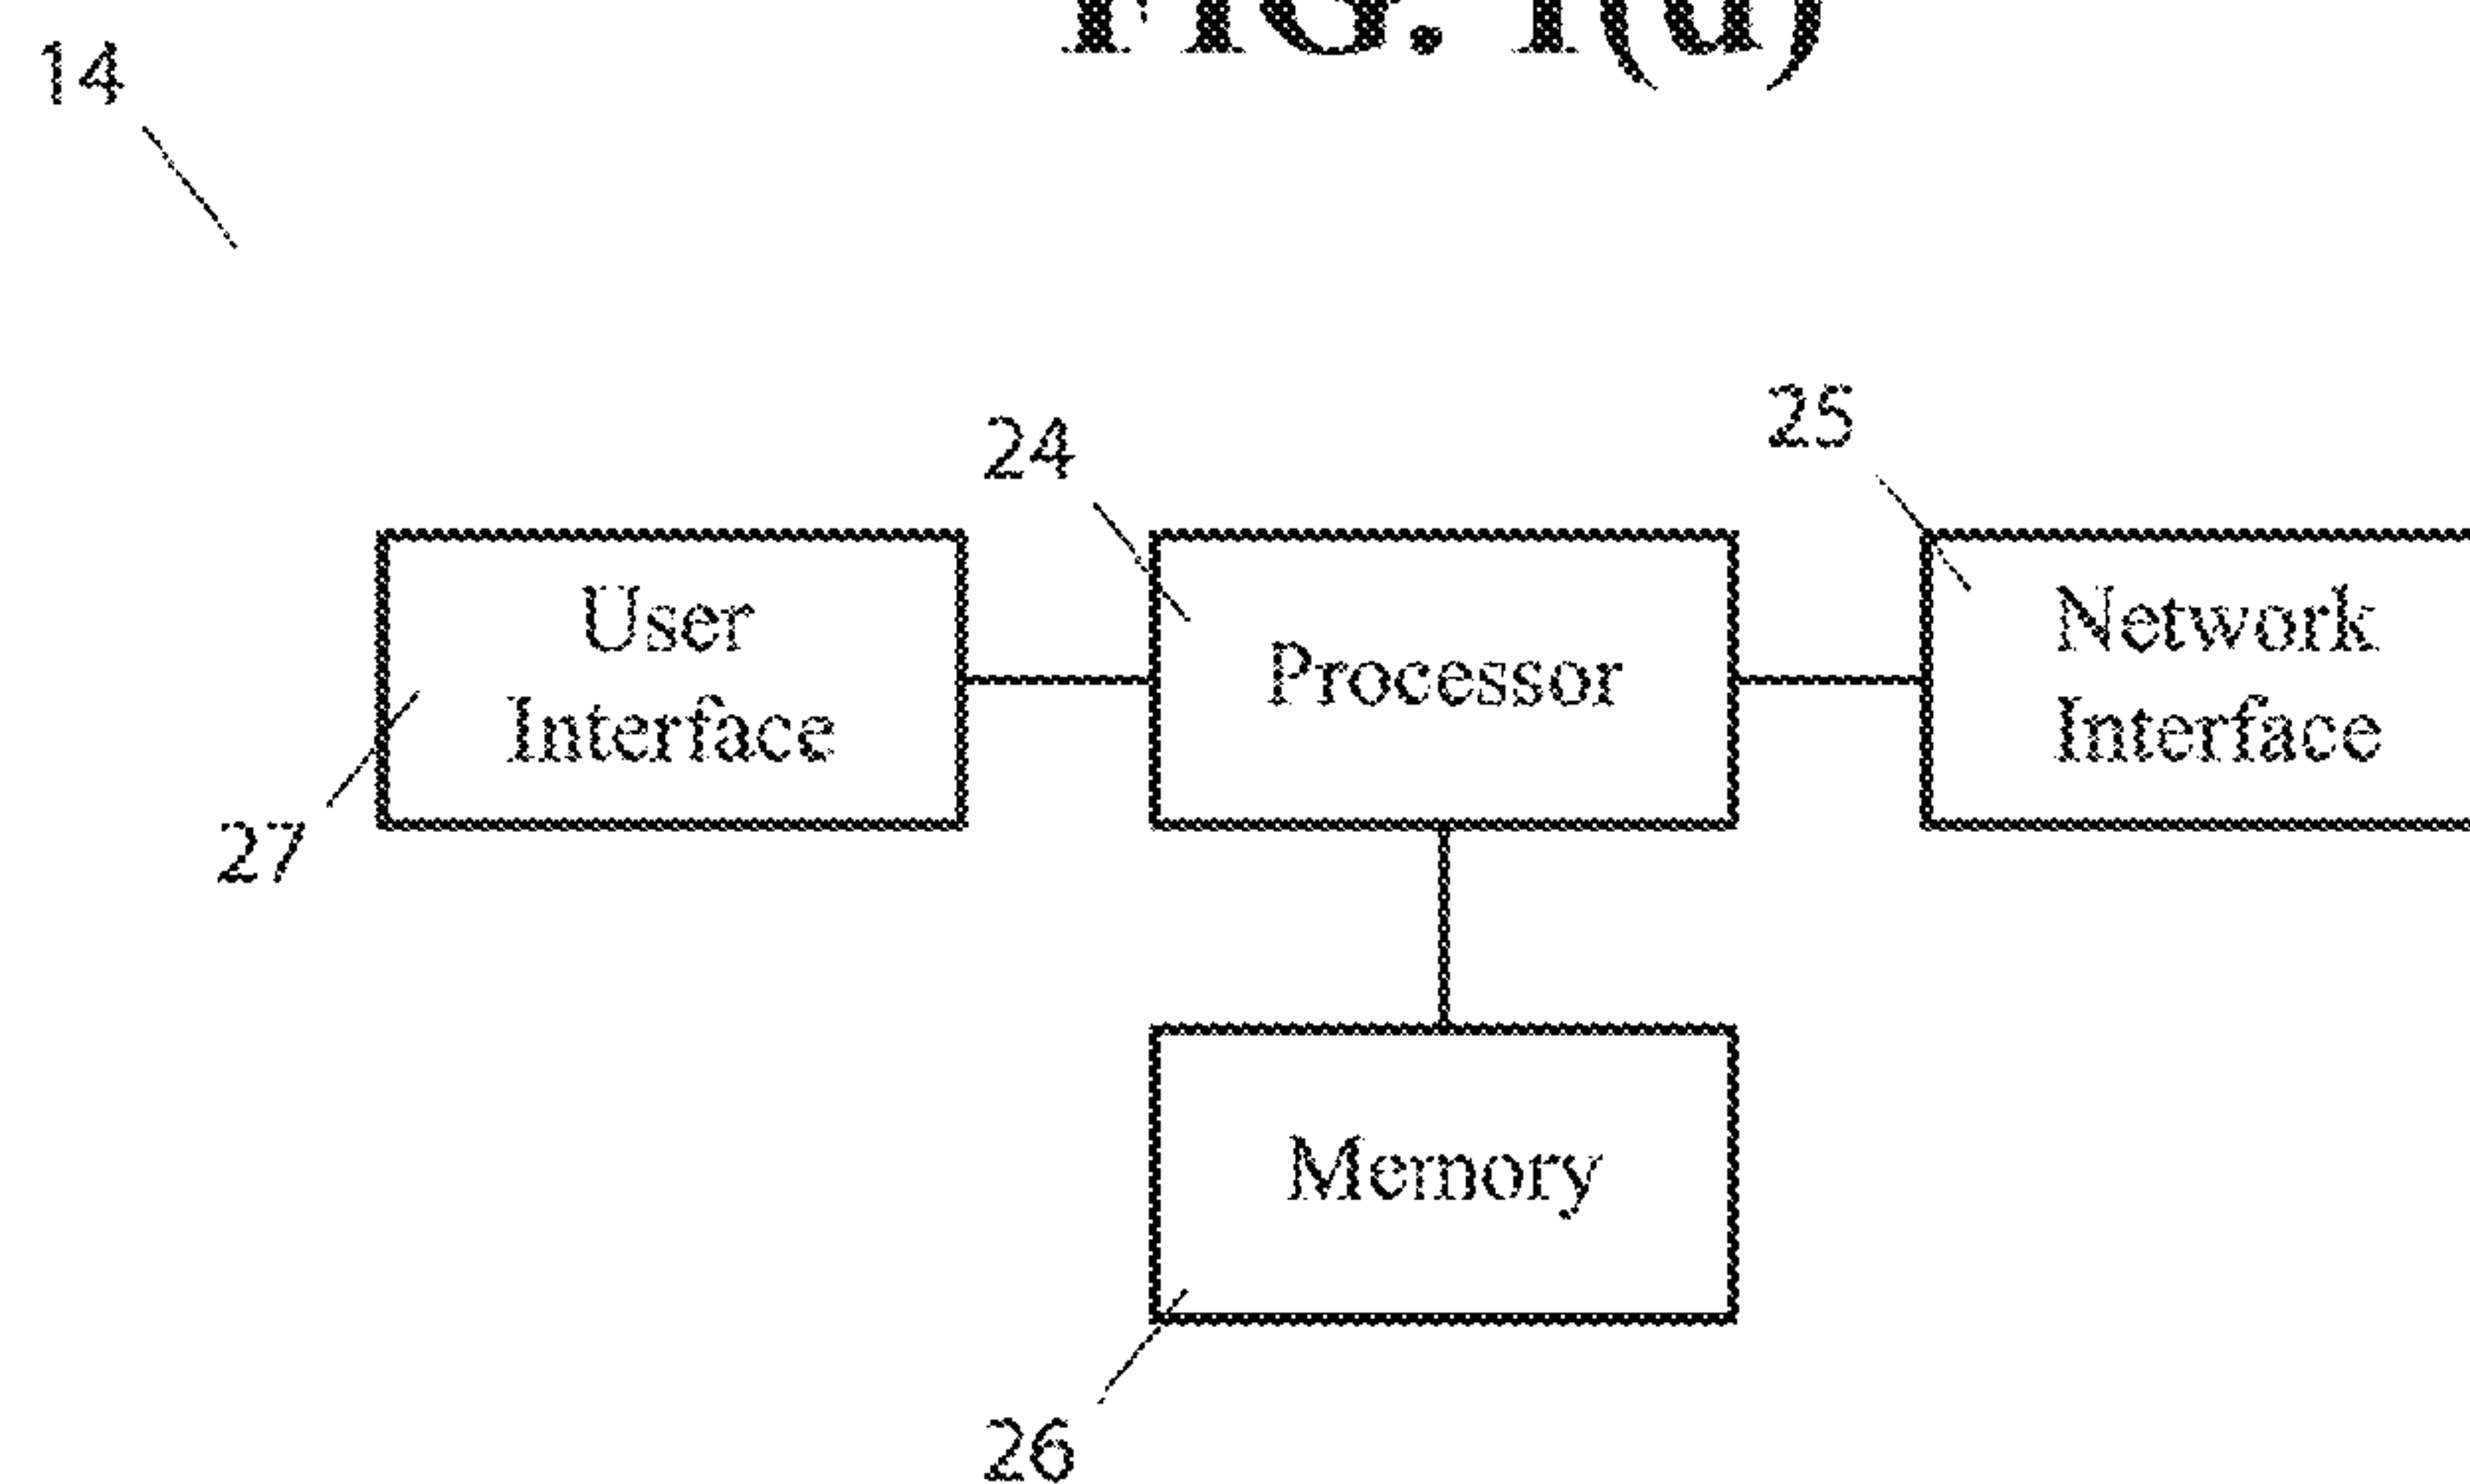 14
24
25
User
Interface
Processor
Network
Interface
27
Memory
26